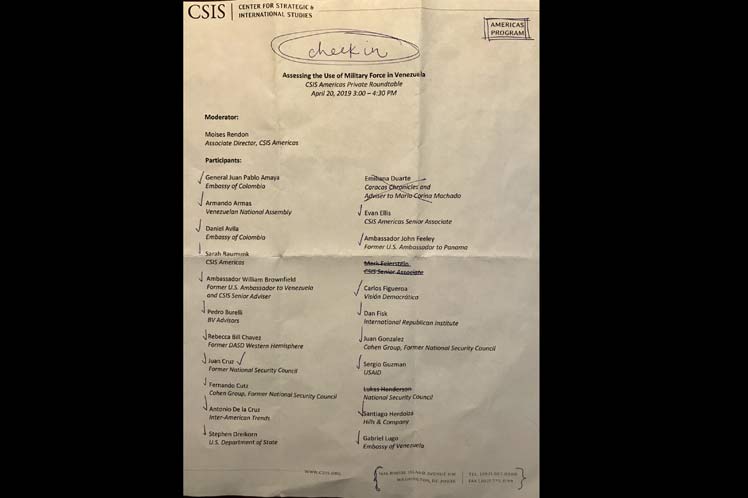 CSIS | CENTER FOR STRATEGIC &
INTERNATIONAL STUDIES
AMERICAS
PROGRAM
check in
Assessing the Use of Military Force in Venezuela
CSIS Americas Private Roundtable
April 20, 2019 3:00 – 4:30 PM
Moderator:
Moises Rendon
Associate Director, CSIS Americas
Participants:
General Juan Pablo Amaya
Embassy of Colombia
Armando Armas
Venezuelan National Assembly
Daniel Avila
Embassy of Colombia
Sarah Baumunk
CSIS Americas
Ambassador William Brownfield
Former U.S. Ambassador to Venezuela
and CSIS Senior Adviser
Pedro Burelli
BV Advisors
Rebecca Bill Chavez
Former DASD Western Hemisphere
Juan Cruz
Former National Security Council
Fernando Cutz
Cohen Group, Former National Security Council
Antonio De La Cruz
Inter-American Trends
Stephen Dreikorn
U.S. Department of State
Emiliana Duarte
Caracas Chronicles and
Adviser to Maria Corina Machado
Evan Ellis
CSIS Americas Senior Associate
Ambassador John Feeley
Former U.S. Ambassador to Panama
Mark Feierstein
CSIS Senior Associate
Carlos Figueroa
Visión Democrática
Dan Fisk
International Republican Institute
Juan Gonzalez
Cohen Group, Former National Security Council
Sergio Guzman
USAID
Lukas Henderson
National Security Council
Santiago Herdoiza
Hills & Company
Gabriel Lugo
Embassy of Venezuela
WWW.CSIS.ORG
1616 RHODE ISLAND AVENUE NW
WASHINGTON, DC 20036